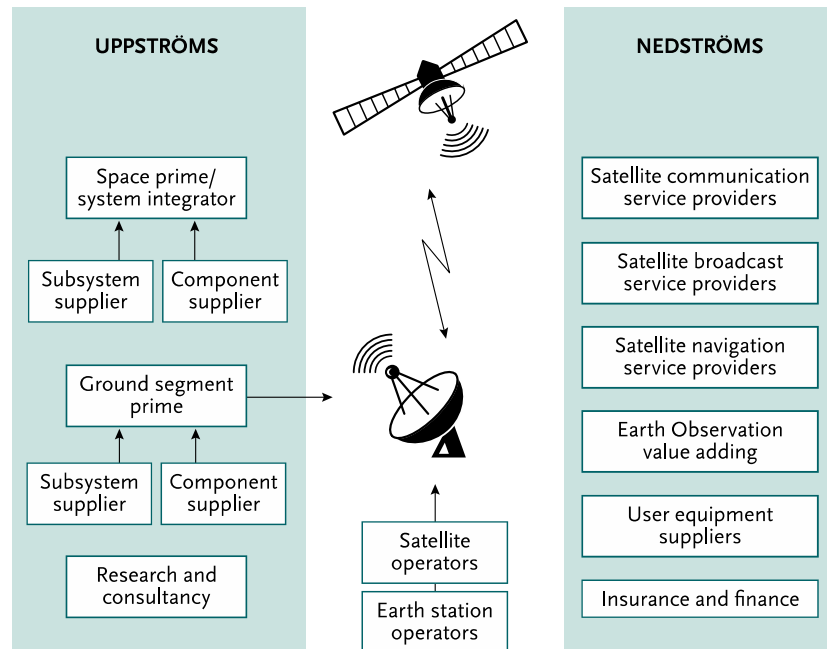 UPPSTRÖMS
Space prime/
system integrator
Subsystem
supplier
Component
supplier
Ground segment
prime
Subsystem
supplier
Component
supplier
Research and
consultancy
Satellite
operators
Earth station
operators
NEDSTRÖMS
Satellite communication
service providers
Satellite broadcast
service providers
Satellite navigation
service providers
Earth Observation
value adding
User equipment
suppliers
Insurance and finance